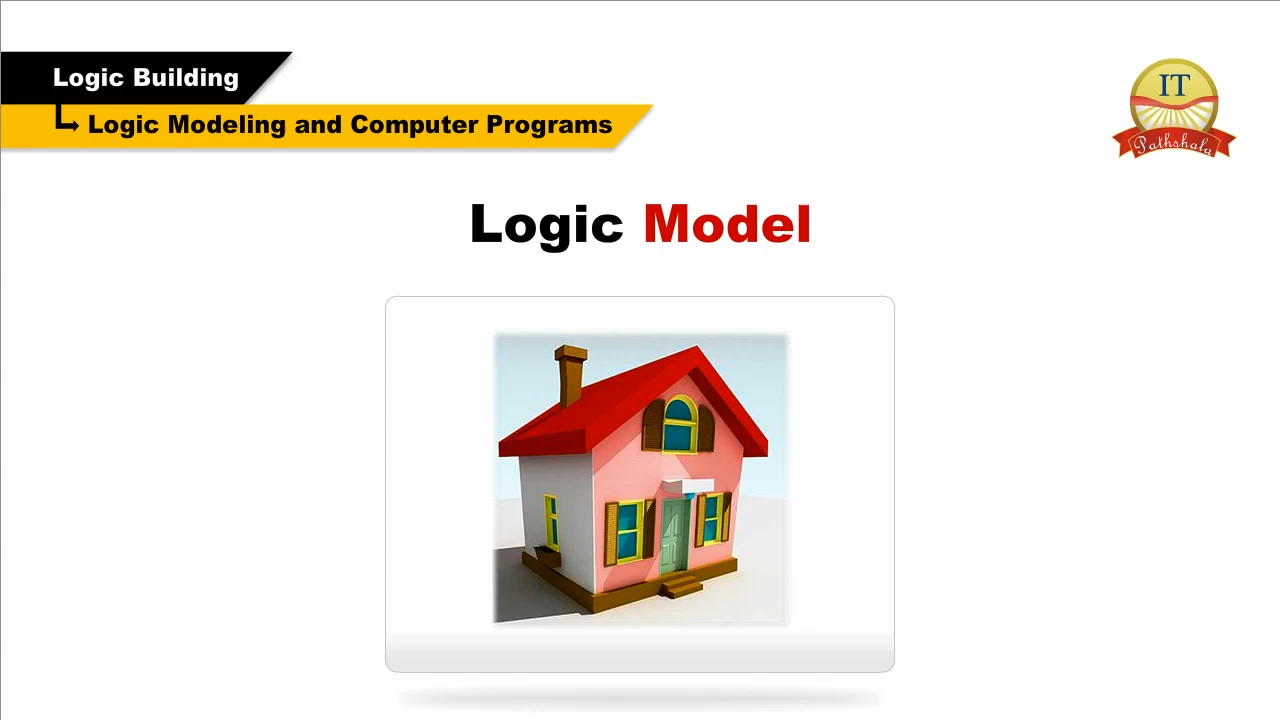 Logic Building
Logic Modeling and Computer Programs
IT
Pathshala
Logic Model